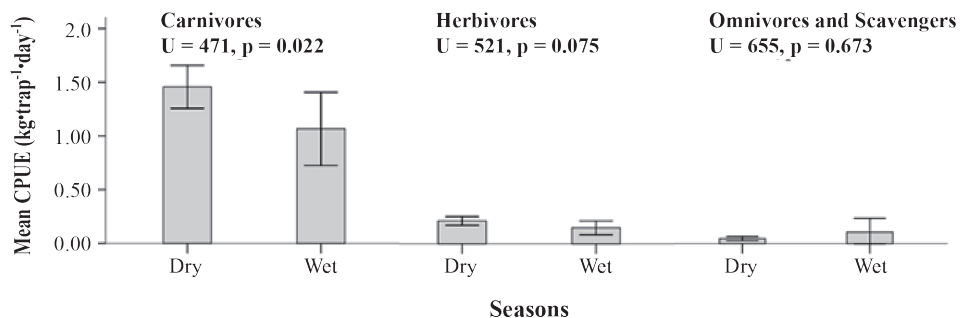 Carnivores
U = 471, p = 0.022
Herbivores
U = 521, p = 0.075
Omnivores and Scavengers
U = 655, p = 0.673
Mean CPUE (kg•trap⁻¹•day⁻¹)
2.0
1.50
1.00
0.50
0.00
Dry
Wet
Dry
Wet
Dry
Wet
Seasons